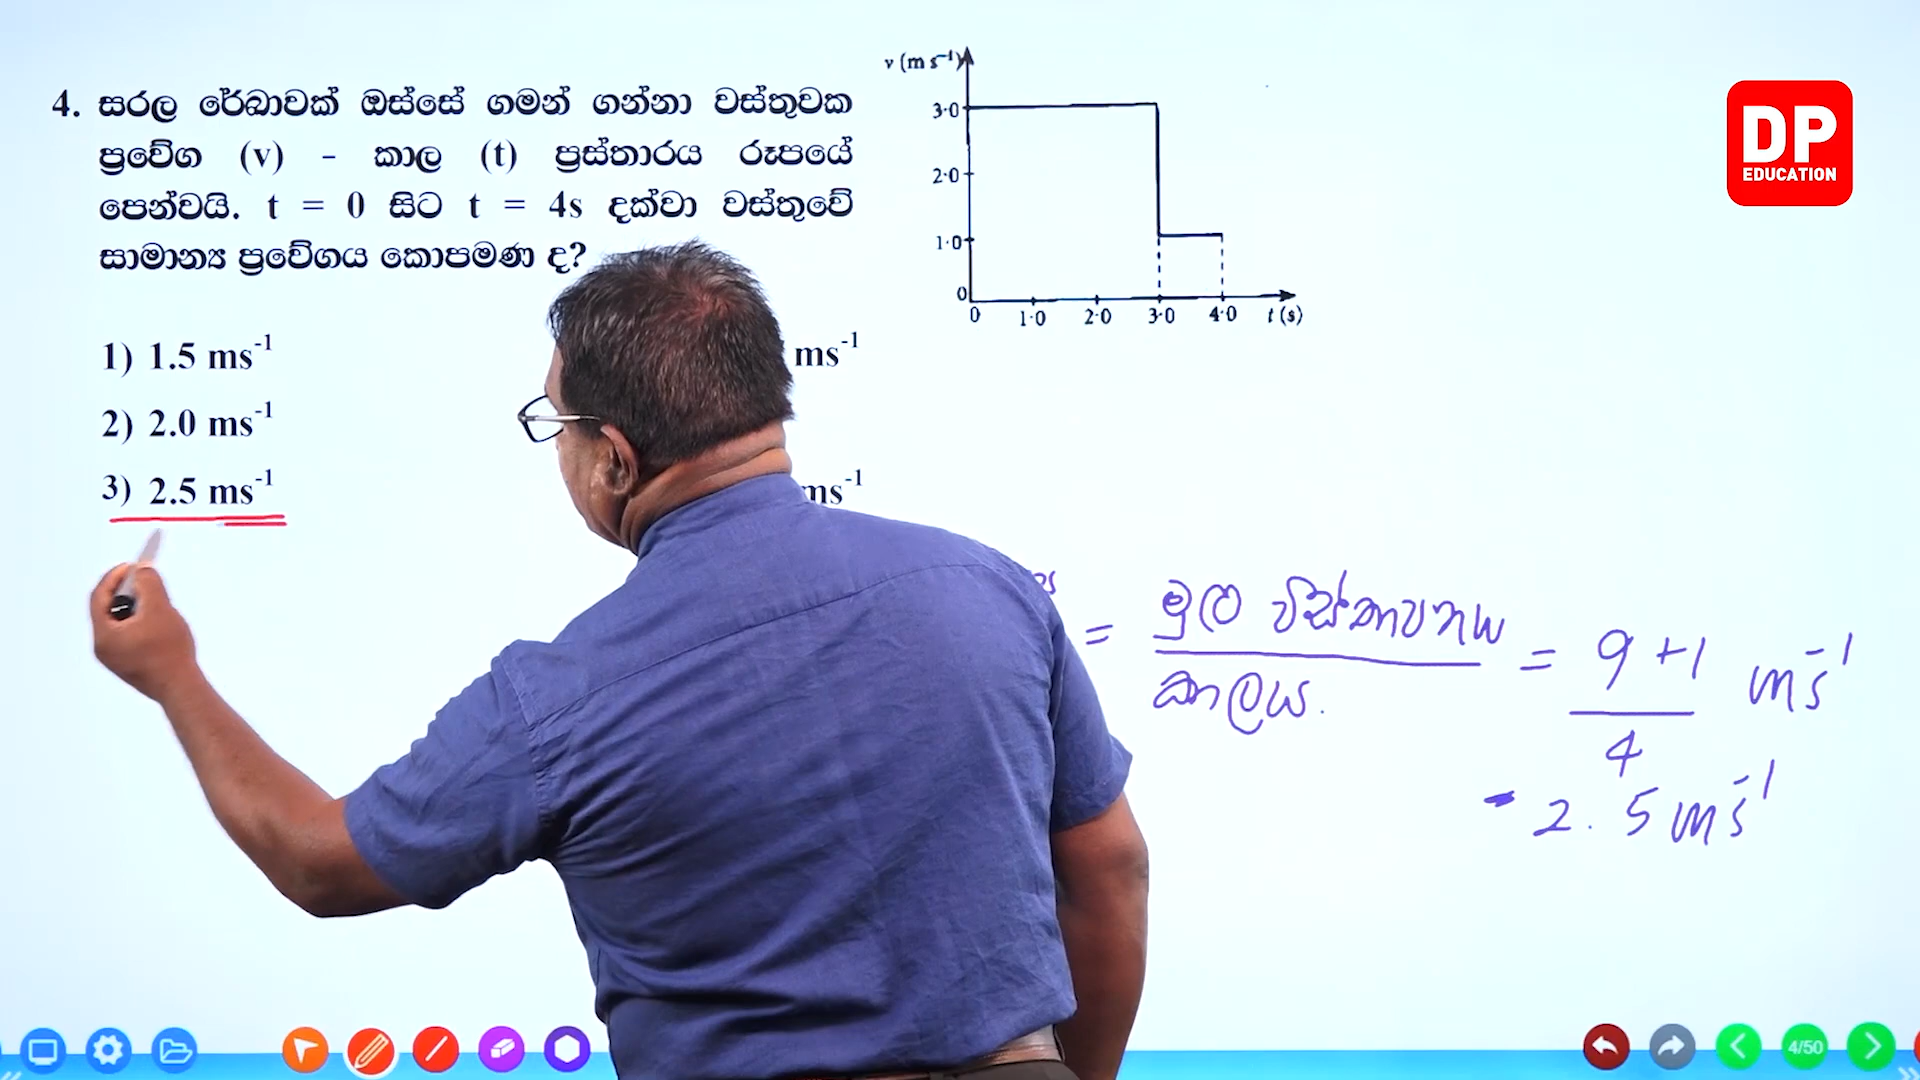 4. සරල රේඛාවක් ඔස්සේ ගමන් ගන්නා වස්තුවක
ප්‍රවේග (v) - කාල (t) ප්‍රස්තාරය රූපයේ
පෙන්වයි. t = 0 සිට t = 4s දක්වා වස්තුවේ
සාමාන්‍ය ප්‍රවේගය කොපමණ ද?
1) 1.5 ms⁻¹
ms⁻¹
2) 2.0 ms⁻¹
3) 2.5 ms⁻¹
ms⁻¹
v (m s⁻¹)
3·0
2·0
1·0
0
0 1·0 2·0 3·0 4·0 t (s)
DP
EDUCATION
= මුළු විස්තාපනය = 9 + 1 ms⁻¹
කාලය.
4
2.5 ms⁻¹
4/50